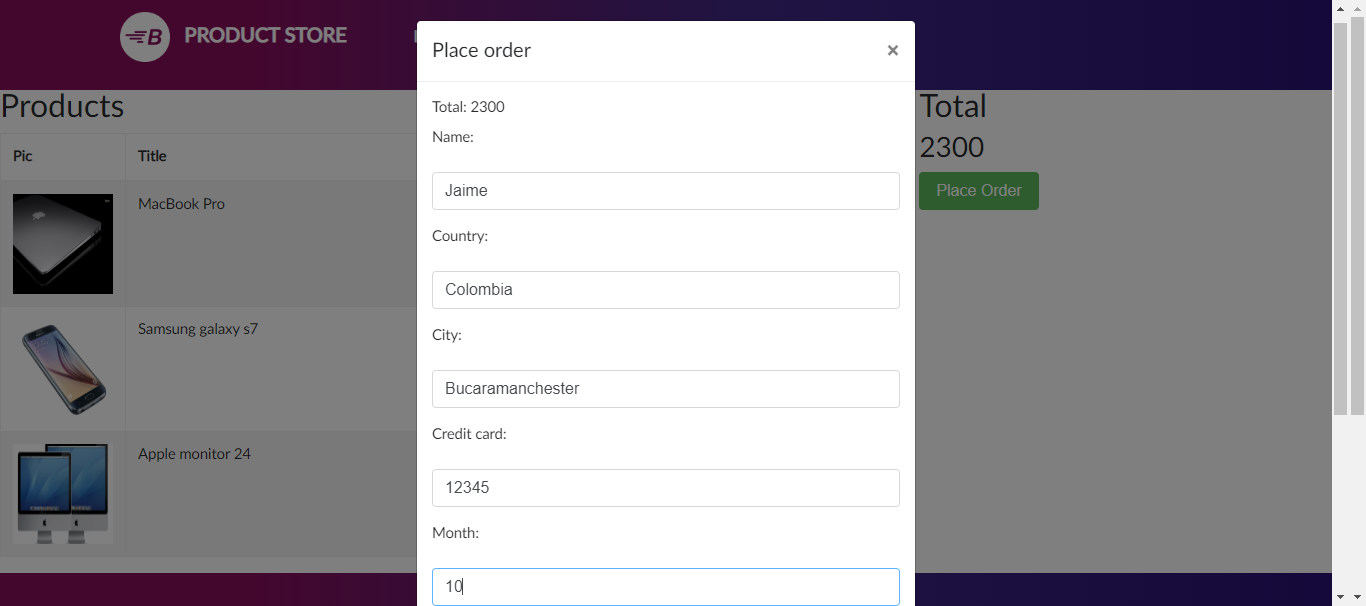 B PRODUCT STORE
Place order ×
Total: 2300
Name:
Jaime
Country:
Colombia
City:
Bucaramanchester
Credit card:
12345
Month:
10
Products
Pic Title
MacBook Pro
Samsung galaxy s7
Apple monitor 24
Total
2300
Place Order